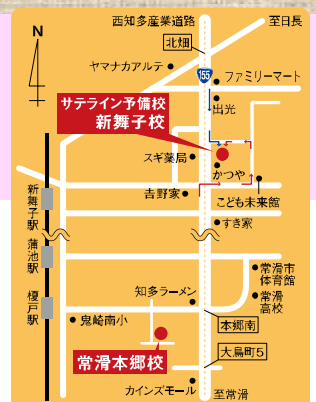 西知多産業道路
至日長
N
北畑
155
ヤマナカアルテ
ファミリーマート
出光
サテライン予備校
新舞子校
スギ薬局
かつや
吉野家
こども未来館
新舞子駅
すき家
蒲池駅
常滑市
体育館
榎戸駅
知多ラーメン
常滑
高校
鬼崎南小
本郷南
大鳥町5
常滑本郷校
カインズモール
至常滑